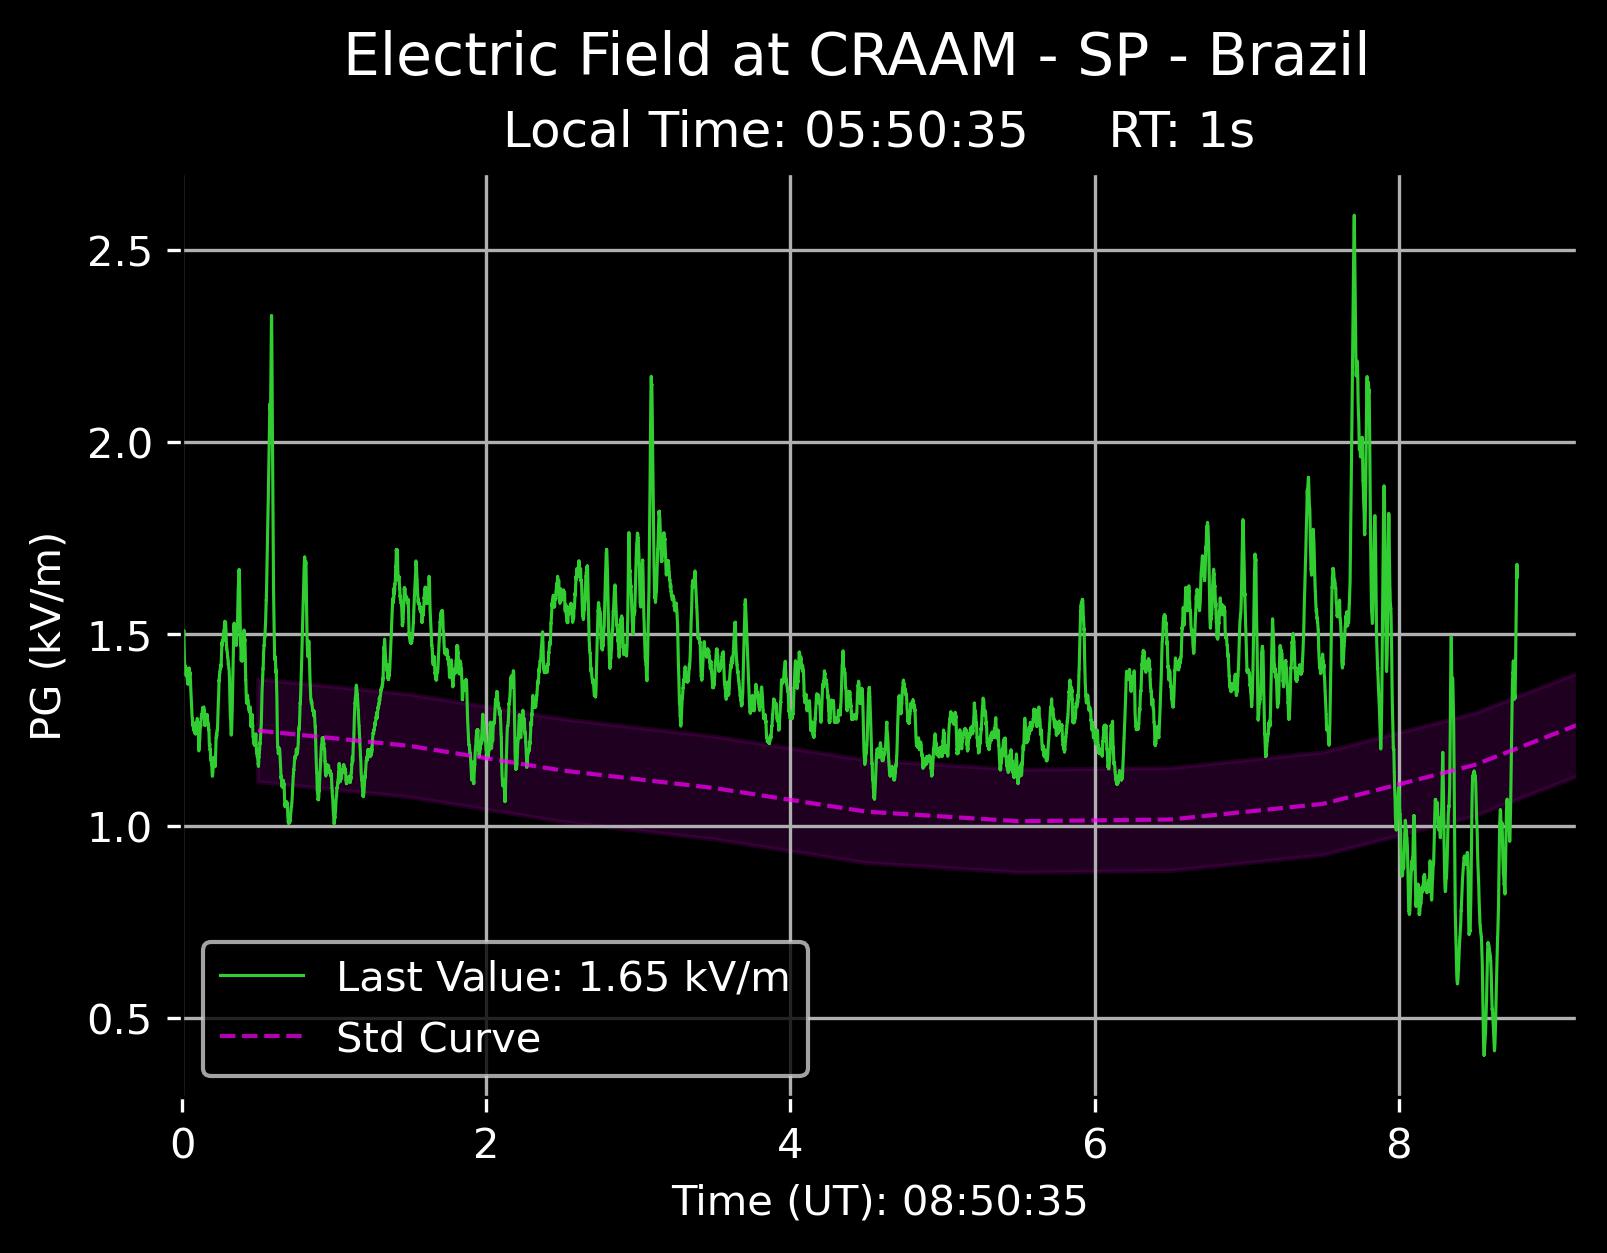 Electric Field at CRAAM - SP - Brazil
Local Time: 05:50:35 RT: 1s
2.5
2.0
1.5
1.0
0.5
PG (kV/m)
Last Value: 1.65 kV/m
Std Curve
0 2 4 6 8
Time (UT): 08:50:35